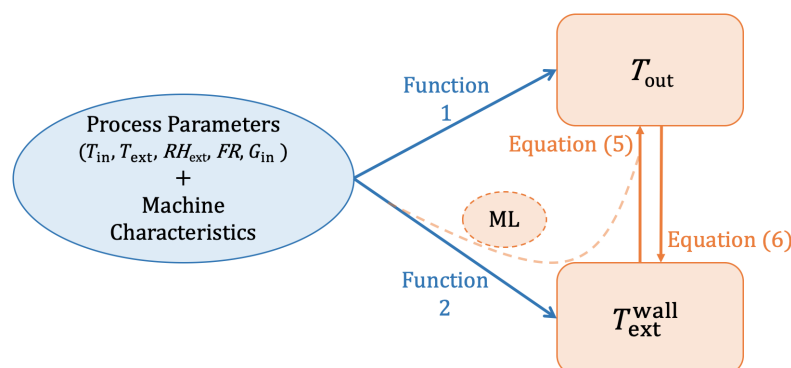 Process Parameters
(T_in, T_ext, RH_ext, FR, G_in )
+
Machine
Characteristics
Function
1
T_out
Equation (5)
ML
Equation (6)
Function
2
T_ext^wall